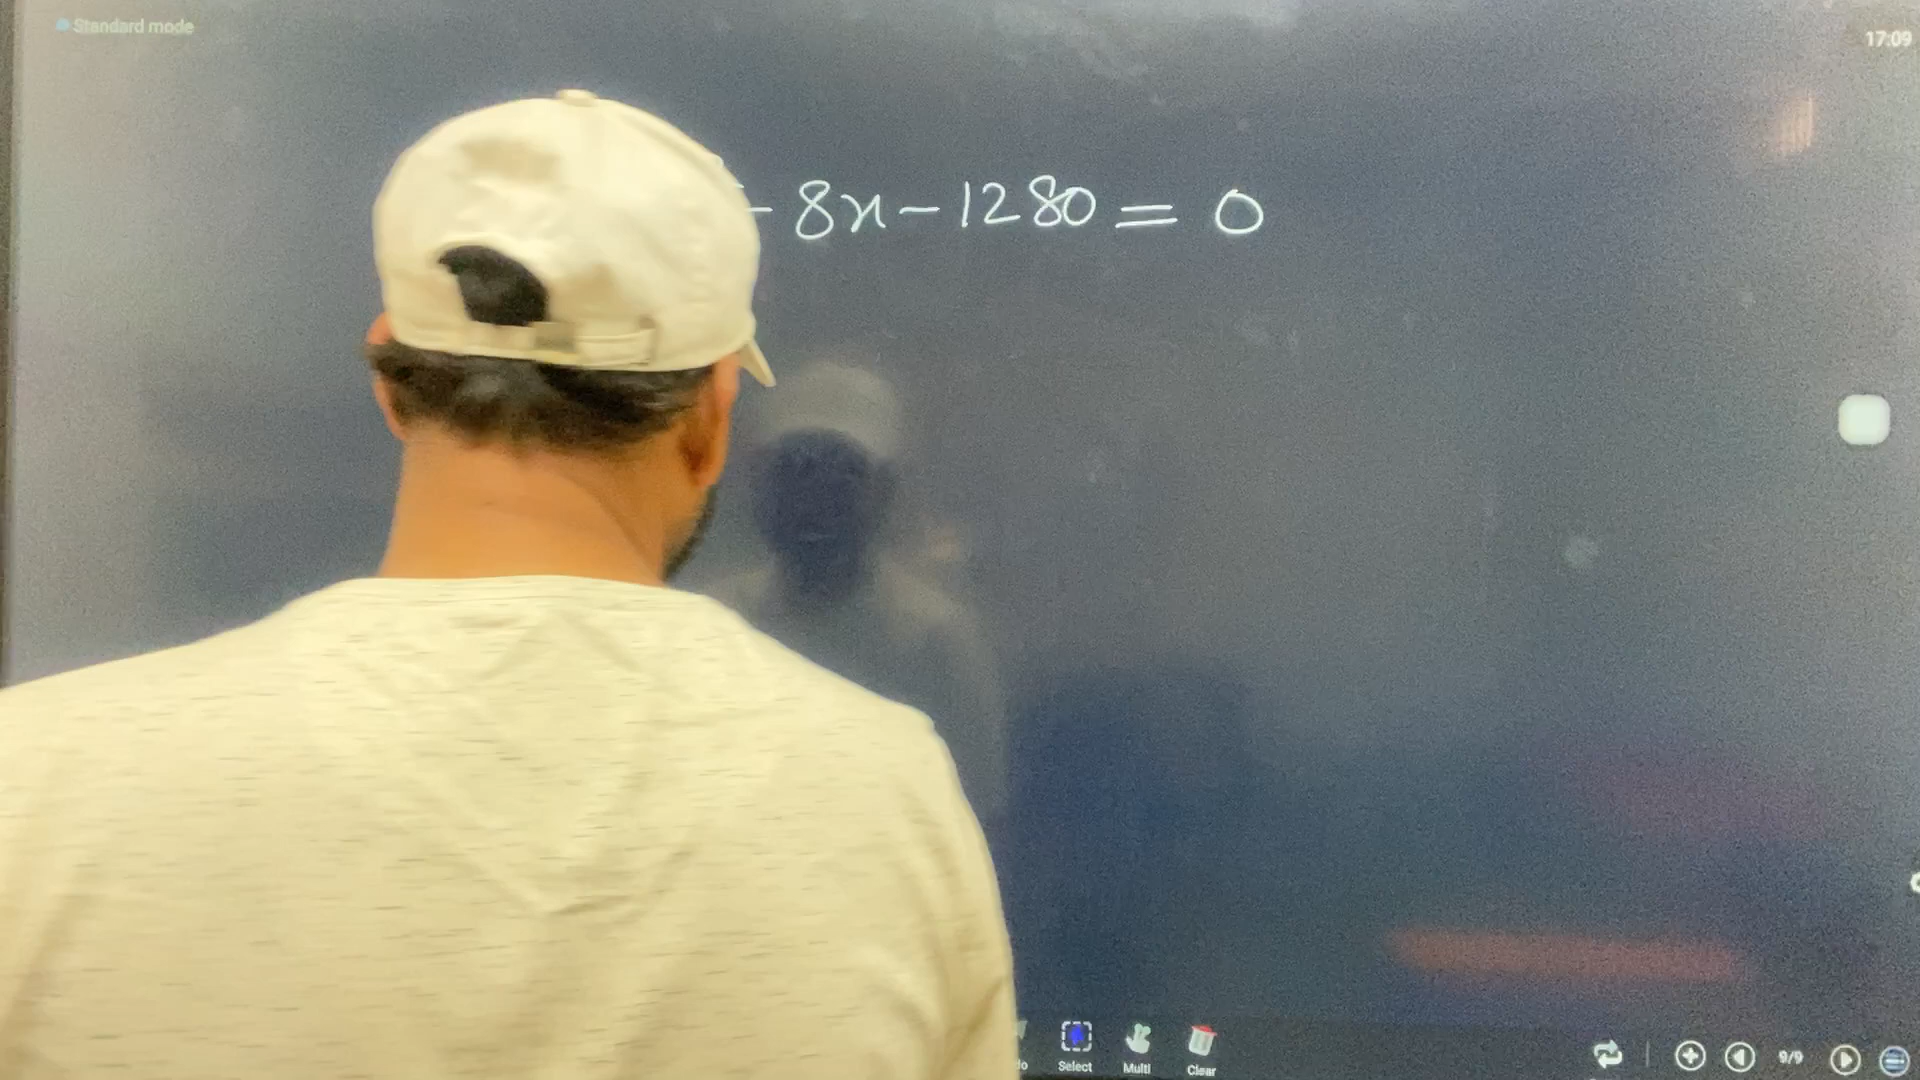 Standard mode
17:09
- 8x - 1280 = 0
Select
Multi
Clear
9/9